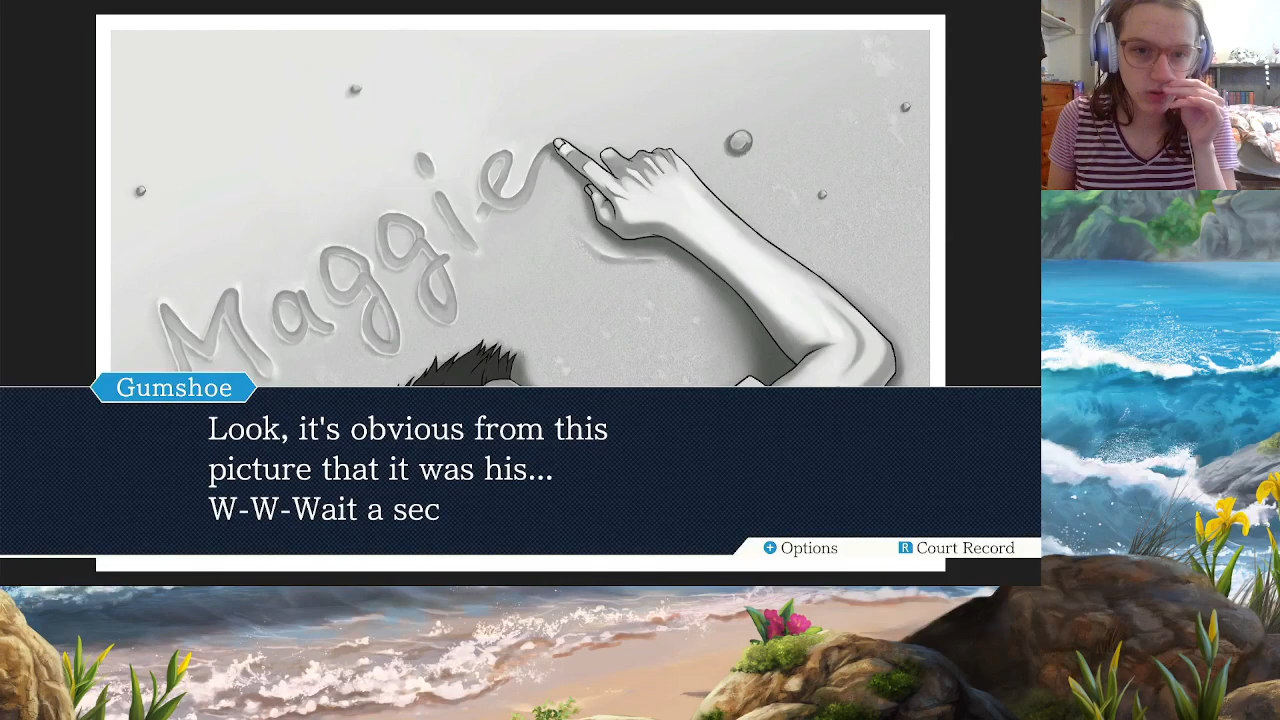 Maggie
Gumshoe
Look, it's obvious from this
picture that it was his...
W-W-Wait a sec
Options
R Court Record